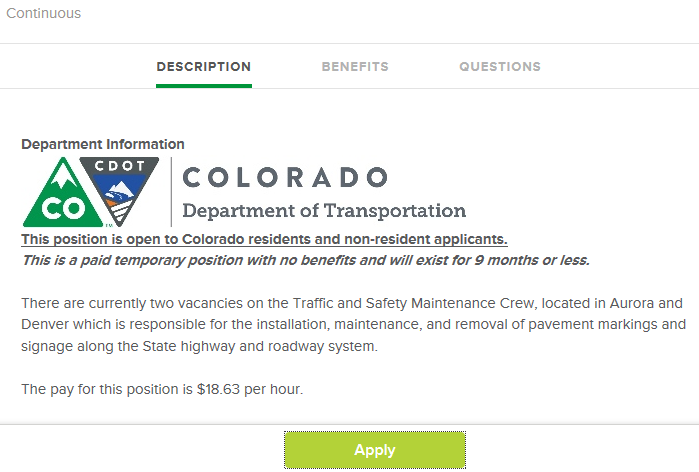 Continuous
DESCRIPTION BENEFITS QUESTIONS
Department Information
CO
CDOT
TM
COLORADO
Department of Transportation
This position is open to Colorado residents and non-resident applicants.
This is a paid temporary position with no benefits and will exist for 9 months or less.
There are currently two vacancies on the Traffic and Safety Maintenance Crew, located in Aurora and
Denver which is responsible for the installation, maintenance, and removal of pavement markings and
signage along the State highway and roadway system.
The pay for this position is $18.63 per hour.
Apply